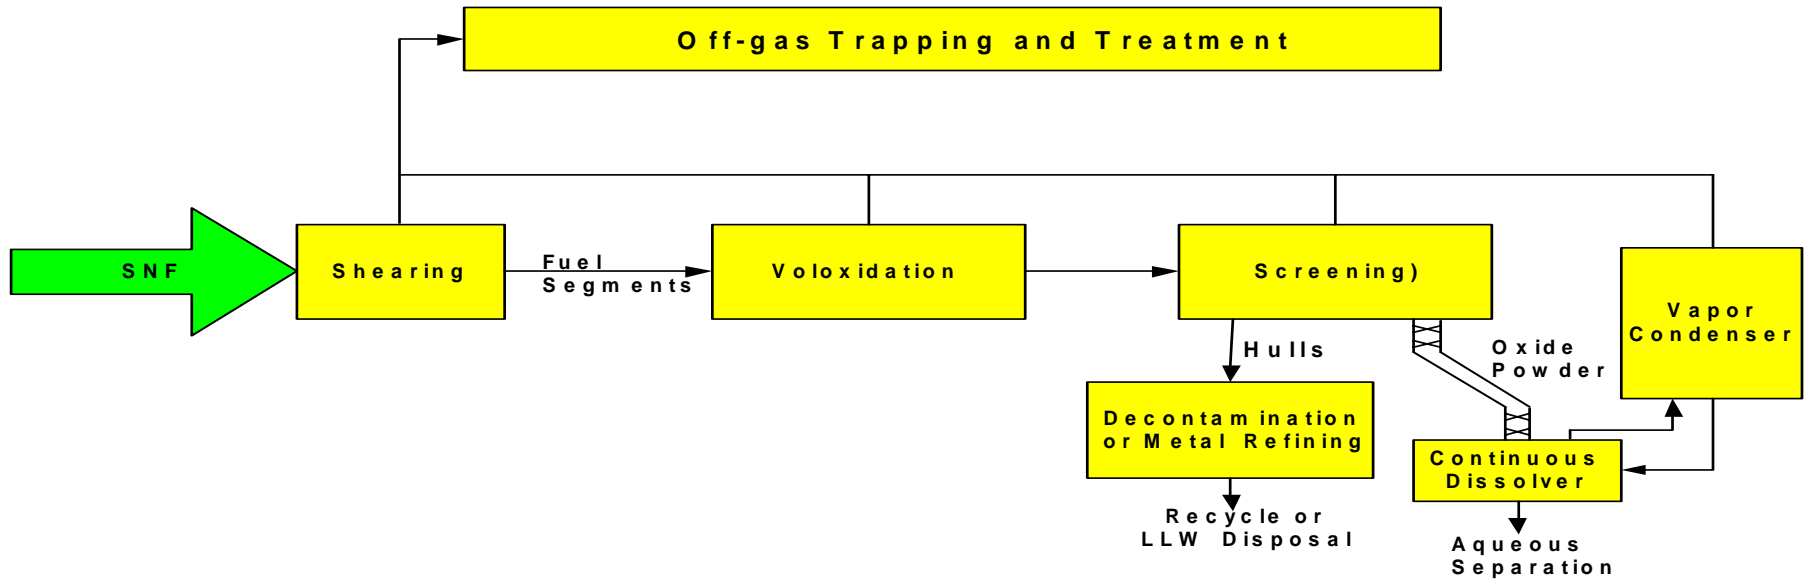 Off-gas Trapping and Treatment
SNF
Shearing
Fuel
Segments
Voloxidation
Screening)
Vapor
Condenser
Hulls
Oxide
Powder
Decontamination
or Metal Refining
Continuous
Dissolver
Recycle or
LLW Disposal
Aqueous
Separation